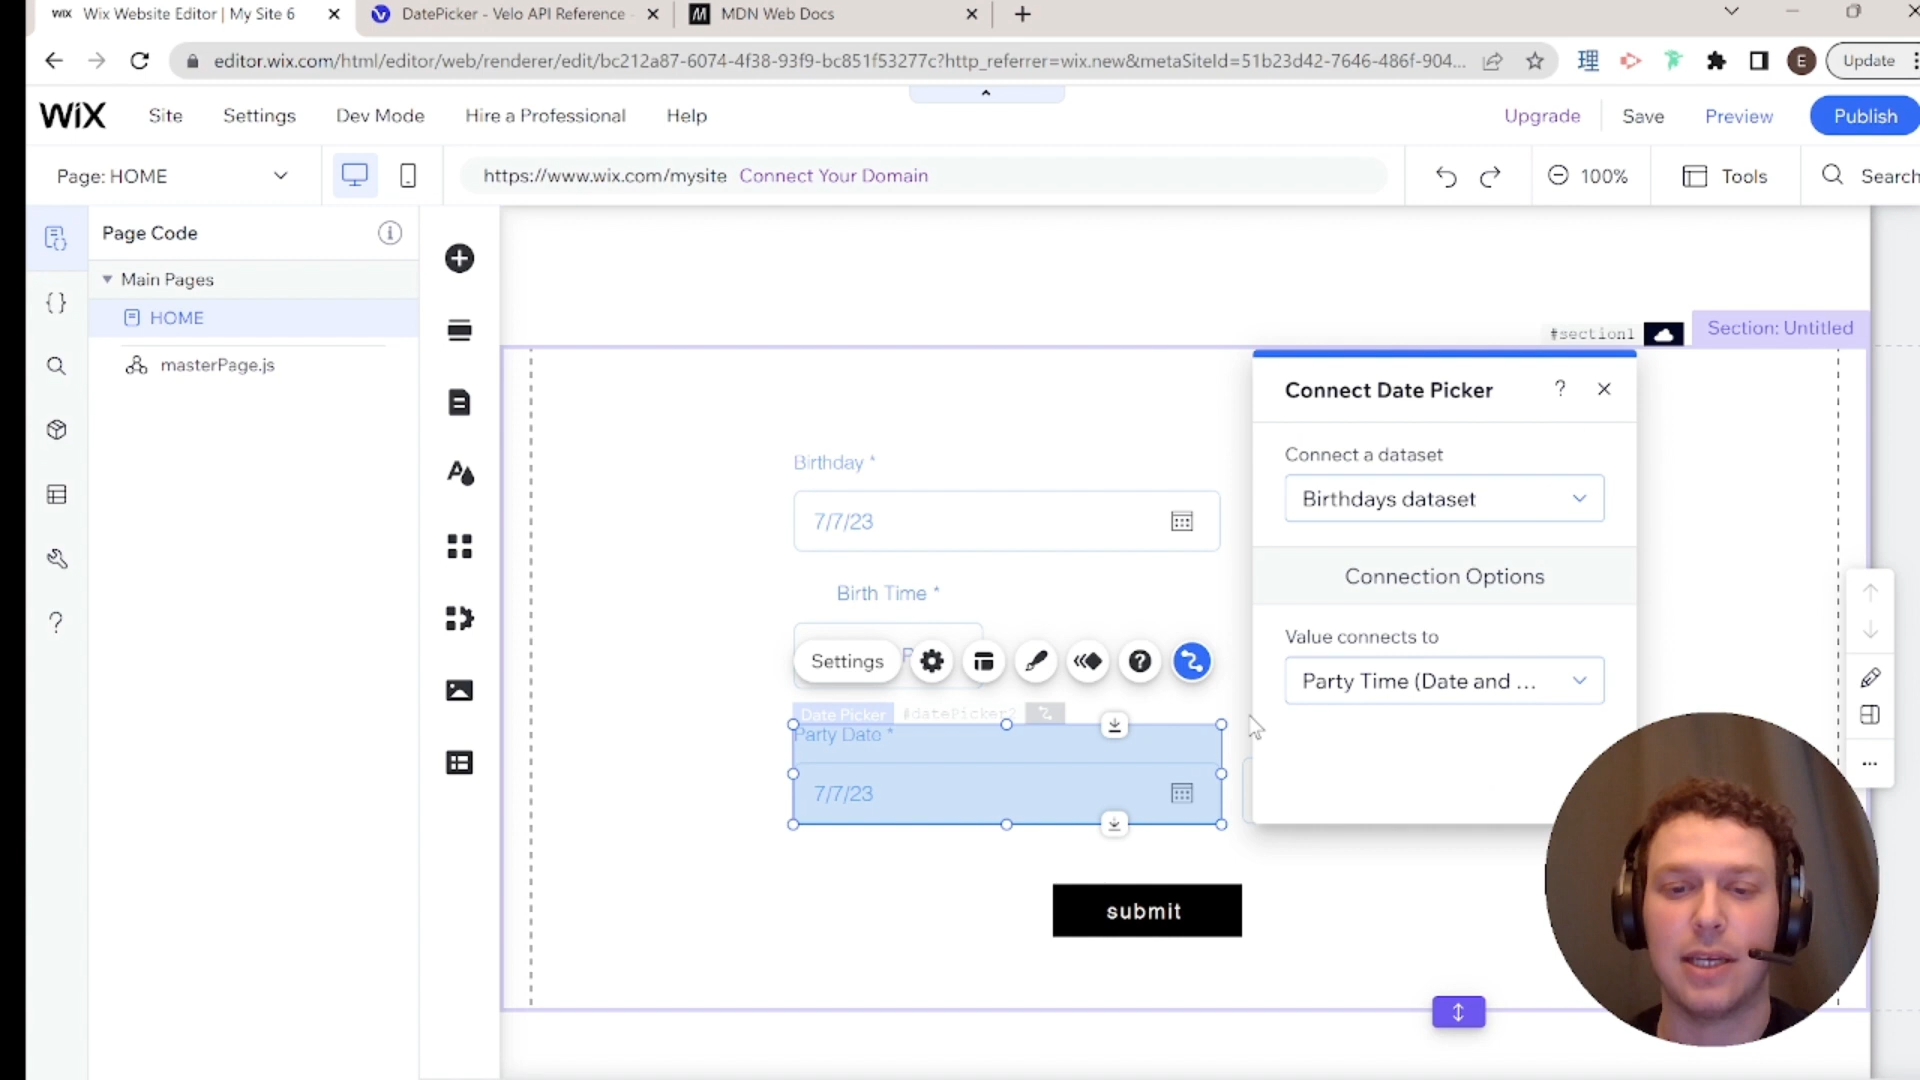 WiX Wix Website Editor | My Site 6
DatePicker - Velo API Reference -
M MDN Web Docs
editor.wix.com/html/editor/web/renderer/edit/bc212a87-6074-4f38-93f9-bc851f53277c?http_referrer=wix.new&metaSiteId=51b23d42-7646-486f-904...
理
E
Update
WiX
Site
Settings
Dev Mode
Hire a Professional
Help
Upgrade
Save
Preview
Publish
Page: HOME
https://www.wix.com/mysite Connect Your Domain
100%
Tools
Search
Page Code
Main Pages
HOME
masterPage.js
#section1
Section: Untitled
Birthday *
7/7/23
Birth Time *
Settings
Date Picker
#datePicker2
Party Date *
7/7/23
submit
Connect Date Picker
?
Connect a dataset
Birthdays dataset
Connection Options
Value connects to
Party Time (Date and ...